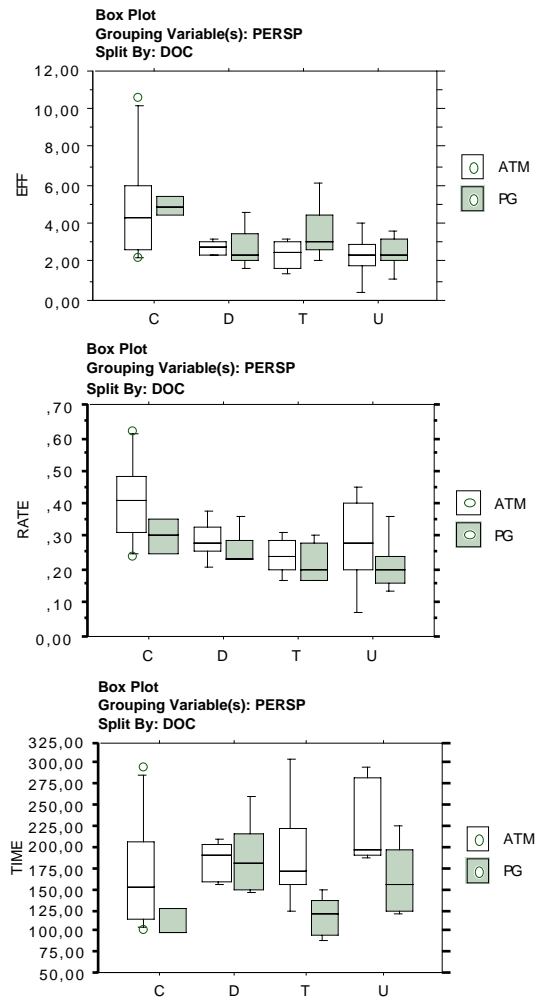 Box Plot
Grouping Variable(s): PERSP
Split By: DOC
12,00
10,00
8,00
6,00
4,00
2,00
0,00
EFF
C D T U
ATM
PG
Box Plot
Grouping Variable(s): PERSP
Split By: DOC
,70
,60
,50
,40
,30
,20
,10
0,00
RATE
C D T U
ATM
PG
Box Plot
Grouping Variable(s): PERSP
Split By: DOC
325,00
300,00
275,00
250,00
225,00
200,00
175,00
150,00
125,00
100,00
75,00
50,00
TIME
C D T U
ATM
PG